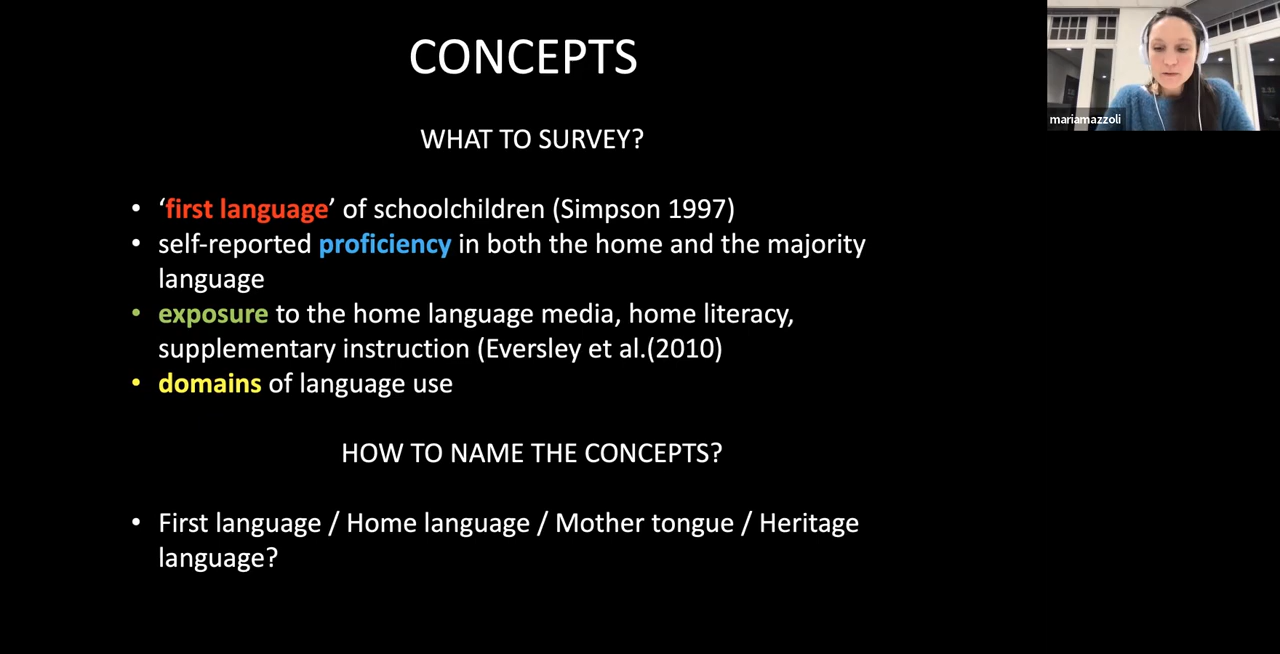 CONCEPTS
mariamazzoli
WHAT TO SURVEY?
• ‘first language’ of schoolchildren (Simpson 1997)
• self-reported proficiency in both the home and the majority
language
• exposure to the home language media, home literacy,
supplementary instruction (Eversley et al.(2010)
• domains of language use
HOW TO NAME THE CONCEPTS?
• First language / Home language / Mother tongue / Heritage
language?